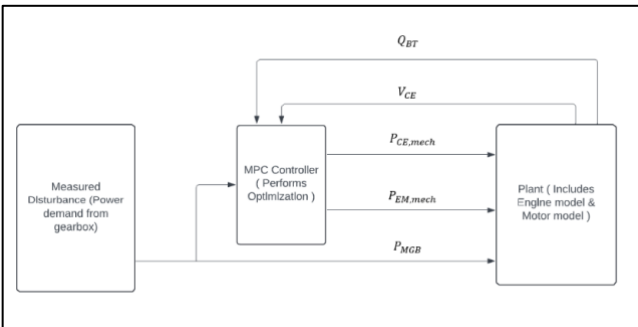 Q_BT
V_CE
P_CE,mech
P_EM,mech
P_MGB
Measured
Disturbance (Power
demand from
gearbox)
MPC Controller
( Performs
Optimization )
Plant ( Includes
Engine model &
Motor model )